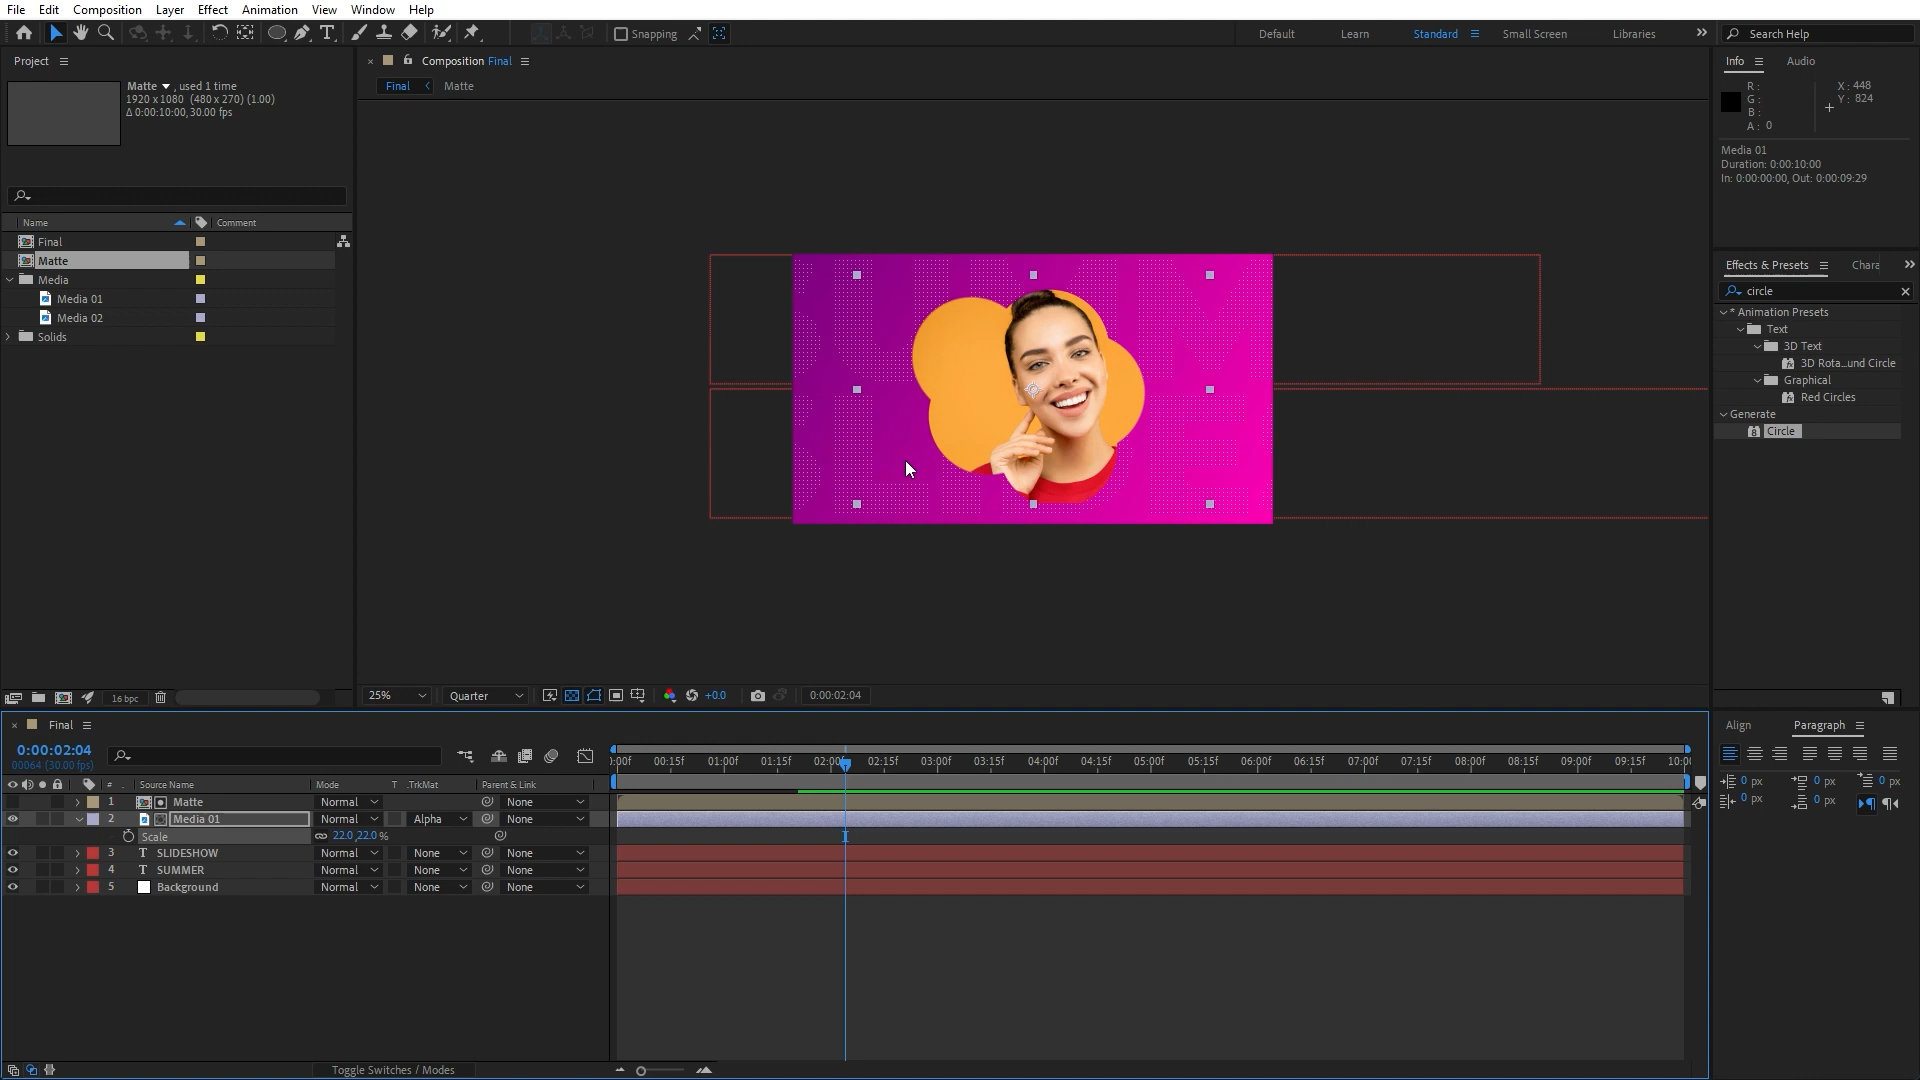 File Edit Composition Layer Effect Animation View Window Help
Snapping Default Learn Standard Small Screen Libraries Search Help
Project
Composition Final
Info Audio
Final Matte
Matte , used 1 time
1920 x 1080 (480 x 270) (1.00)
Δ 0:00:10:00, 30.00 fps
R :
G :
B :
A : 0
X : 448
Y : 824
Media 01
Duration: 0:00:10:00
In: 0:00:00:00, Out: 0:00:09:29
Name Comment
Final
Matte
Media
Media 01
Media 02
Solids
Effects & Presets Chara
circle
* Animation Presets
Text
3D Text
3D Rota...und Circle
Graphical
Red Circles
Generate
Circle
16 bpc
25% Quarter +0.0 0:00:02:04
Final
Align Paragraph
0:00:02:04
00064 (30.00 fps)
:00f 00:15f 01:00f 01:15f 02:00f 02:15f 03:00f 03:15f 04:00f 04:15f 05:00f 05:15f 06:00f 06:15f 07:00f 07:15f 08:00f 08:15f 09:00f 09:15f 10:00
# Source Name Mode T .TrkMat Parent & Link
1 Matte Normal None
2 Media 01 Normal Alpha None
Scale 22.0,22.0 %
3 T SLIDESHOW Normal None None
4 T SUMMER Normal None None
5 Background Normal None None
0 px 0 px 0 px
0 px 0 px
Toggle Switches / Modes